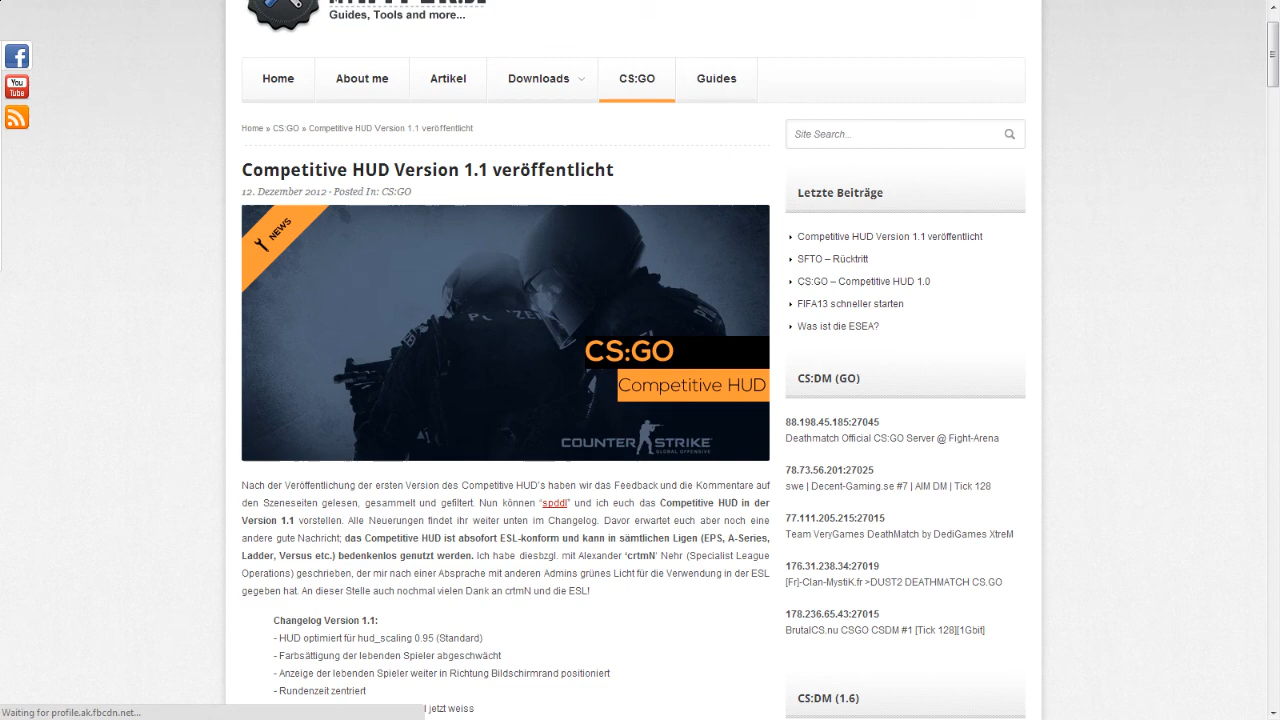 Guides, Tools and more...
You
Tube
Home
About me
Artikel
Downloads
CS:GO
Guides
Home » CS:GO » Competitive HUD Version 1.1 veröffentlicht
Competitive HUD Version 1.1 veröffentlicht
12. Dezember 2012 · Posted In: CS:GO
NEWS
CS:GO
Competitive HUD
COUNTER STRIKE
GLOBAL OFFENSIVE
Nach der Veröffentlichung der ersten Version des Competitive HUD's haben wir das Feedback und die Kommentare auf
den Szeneseiten gelesen, gesammelt und gefiltert. Nun können “spddl” und ich euch das Competitive HUD in der
Version 1.1 vorstellen. Alle Neuerungen findet ihr weiter unten im Changelog. Davor erwartet euch aber noch eine
andere gute Nachricht; das Competitive HUD ist absofort ESL-konform und kann in sämtlichen Ligen (EPS, A-Series,
Ladder, Versus etc.) bedenkenlos genutzt werden. Ich habe diesbzgl. mit Alexander ‘crtmN’ Nehr (Specialist League
Operations) geschrieben, der mir nach einer Absprache mit anderen Admins grünes Licht für die Verwendung in der ESL
gegeben hat. An dieser Stelle auch nochmal vielen Dank an crtmN und die ESL!
Changelog Version 1.1:
- HUD optimiert für hud_scaling 0.95 (Standard)
- Farbsättigung der lebenden Spieler abgeschwächt
- Anzeige der lebenden Spieler weiter in Richtung Bildschirmrand positioniert
- Rundenzeit zentriert
jetzt weiss
Site Search...
Letzte Beiträge
Competitive HUD Version 1.1 veröffentlicht
SFTO – Rücktritt
CS:GO – Competitive HUD 1.0
FIFA13 schneller starten
Was ist die ESEA?
CS:DM (GO)
88.198.45.185:27045
Deathmatch Official CS:GO Server @ Fight-Arena
78.73.56.201:27025
swe | Decent-Gaming.se #7 | AIM DM | Tick 128
77.111.205.215:27015
Team VeryGames DeathMatch by DediGames XtreM
176.31.238.34:27019
[Fr]-Clan-MystiK.fr >DUST2 DEATHMATCH CS.GO
178.236.65.43:27015
BrutalCS.nu CSGO CSDM #1 [Tick 128][1Gbit]
CS:DM (1.6)
Waiting for profile.ak.fbcdn.net...